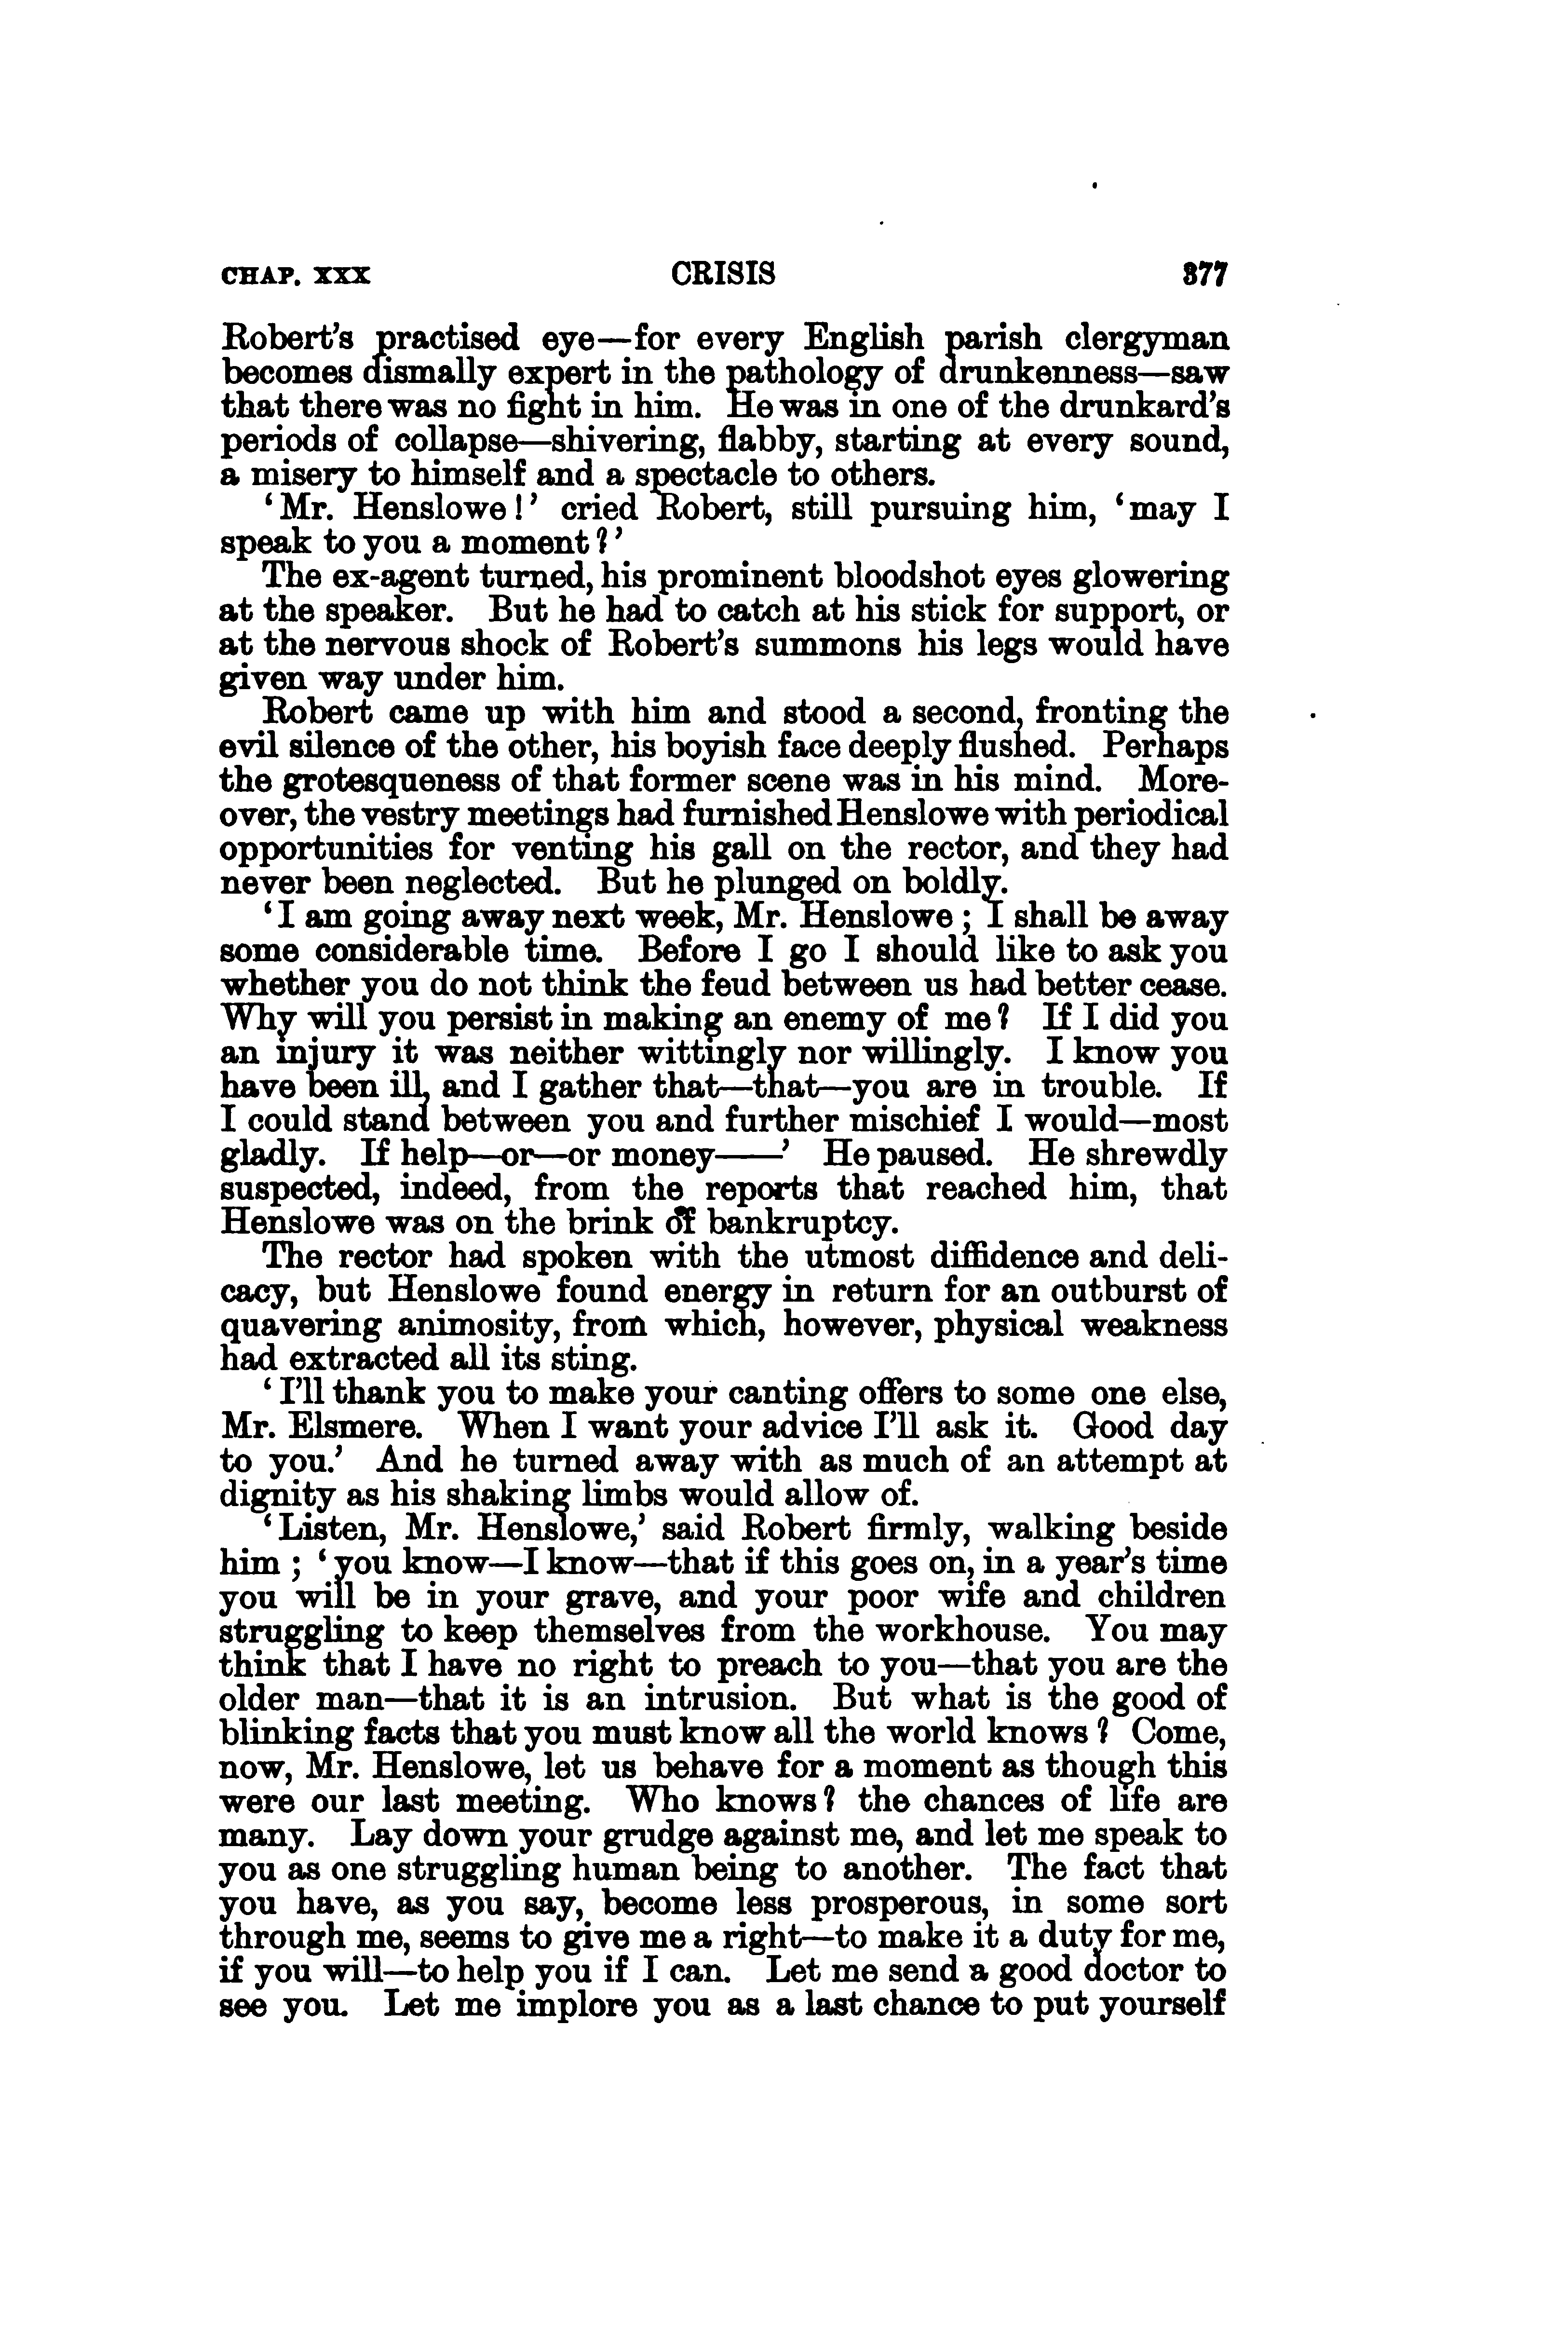 CHAP. XXX CRISIS 377
Robert's practised eye—for every English parish clergyman
becomes dismally expert in the pathology of drunkenness—saw
that there was no fight in him. He was in one of the drunkard's
periods of collapse—shivering, flabby, starting at every sound,
a misery to himself and a spectacle to others.
'Mr. Henslowe!' cried Robert, still pursuing him, 'may I
speak to you a moment?'
The ex-agent turned, his prominent bloodshot eyes glowering
at the speaker. But he had to catch at his stick for support, or
at the nervous shock of Robert's summons his legs would have
given way under him.
Robert came up with him and stood a second, fronting the
evil silence of the other, his boyish face deeply flushed. Perhaps
the grotesqueness of that former scene was in his mind. More-
over, the vestry meetings had furnished Henslowe with periodical
opportunities for venting his gall on the rector, and they had
never been neglected. But he plunged on boldly.
'I am going away next week, Mr. Henslowe; I shall be away
some considerable time. Before I go I should like to ask you
whether you do not think the feud between us had better cease.
Why will you persist in making an enemy of me? If I did you
an injury it was neither wittingly nor willingly. I know you
have been ill, and I gather that—that—you are in trouble. If
I could stand between you and further mischief I would—most
gladly. If help—or—or money——' He paused. He shrewdly
suspected, indeed, from the reports that reached him, that
Henslowe was on the brink of bankruptcy.
The rector had spoken with the utmost diffidence and deli-
cacy, but Henslowe found energy in return for an outburst of
quavering animosity, from which, however, physical weakness
had extracted all its sting.
'I'll thank you to make your canting offers to some one else,
Mr. Elsmere. When I want your advice I'll ask it. Good day
to you.' And he turned away with as much of an attempt at
dignity as his shaking limbs would allow of.
'Listen, Mr. Henslowe,' said Robert firmly, walking beside
him; 'you know—I know—that if this goes on, in a year's time
you will be in your grave, and your poor wife and children
struggling to keep themselves from the workhouse. You may
think that I have no right to preach to you—that you are the
older man—that it is an intrusion. But what is the good of
blinking facts that you must know all the world knows? Come,
now, Mr. Henslowe, let us behave for a moment as though this
were our last meeting. Who knows? the chances of life are
many. Lay down your grudge against me, and let me speak to
you as one struggling human being to another. The fact that
you have, as you say, become less prosperous, in some sort
through me, seems to give me a right—to make it a duty for me,
if you will—to help you if I can. Let me send a good doctor to
see you. Let me implore you as a last chance to put yourself